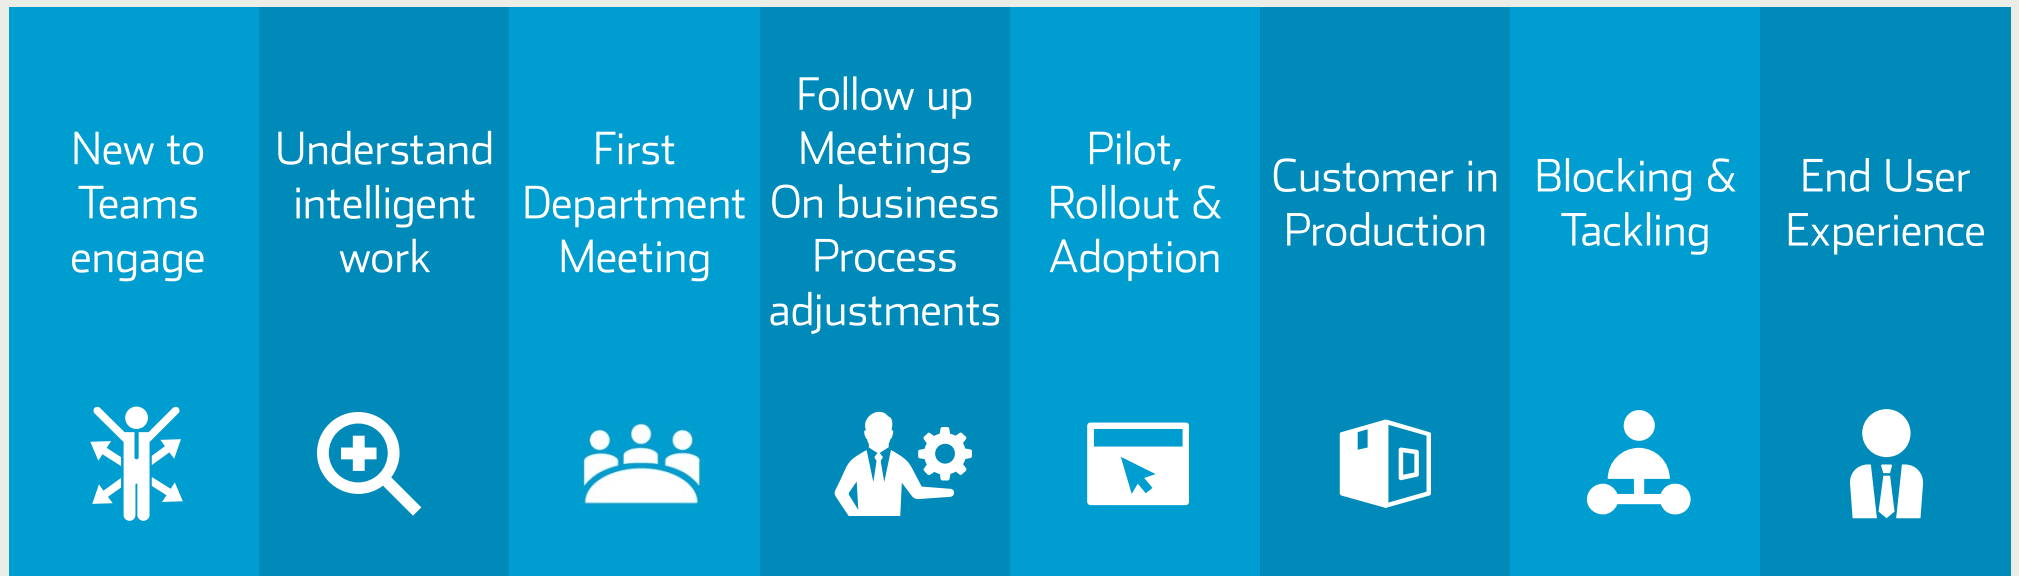 New to
Teams
engage
Understand
intelligent
work
First
Department
Meeting
Follow up
Meetings
On business
Process
adjustments
Pilot,
Rollout &
Adoption
Customer in
Production
Blocking &
Tackling
End User
Experience